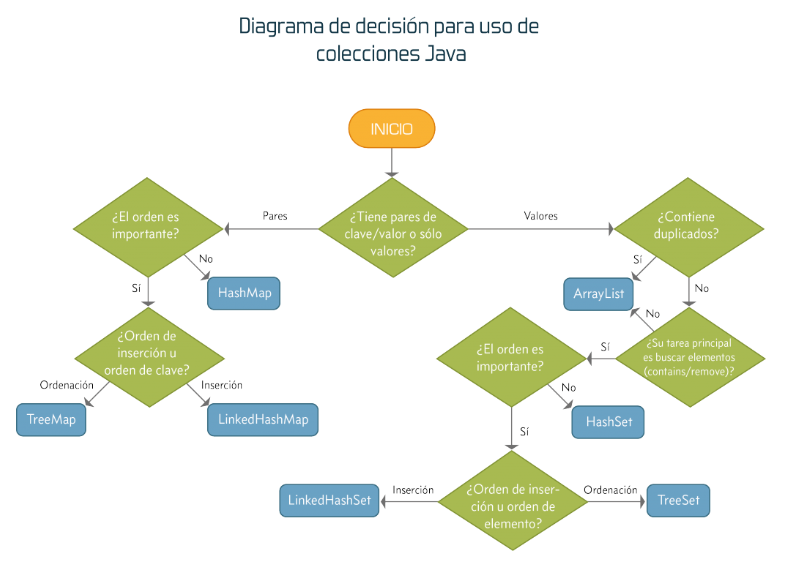 Diagrama de decisión para uso de
colecciones Java
INICIO
¿El orden es
importante?
Pares
¿Tiene pares de
clave/valor o sólo
valores?
Valores
¿Contiene
duplicados?
No
Sí
HashMap
Sí
ArrayList
No
No
¿Orden de
inserción u
orden de clave?
¿El orden es
importante?
Sí
¿Su tarea principal
es buscar elementos
(contains/remove)?
Ordenación
Inserción
No
TreeMap
LinkedHashMap
HashSet
Sí
LinkedHashSet
Inserción
¿Orden de inser-
ción u orden de
elemento?
Ordenación
TreeSet